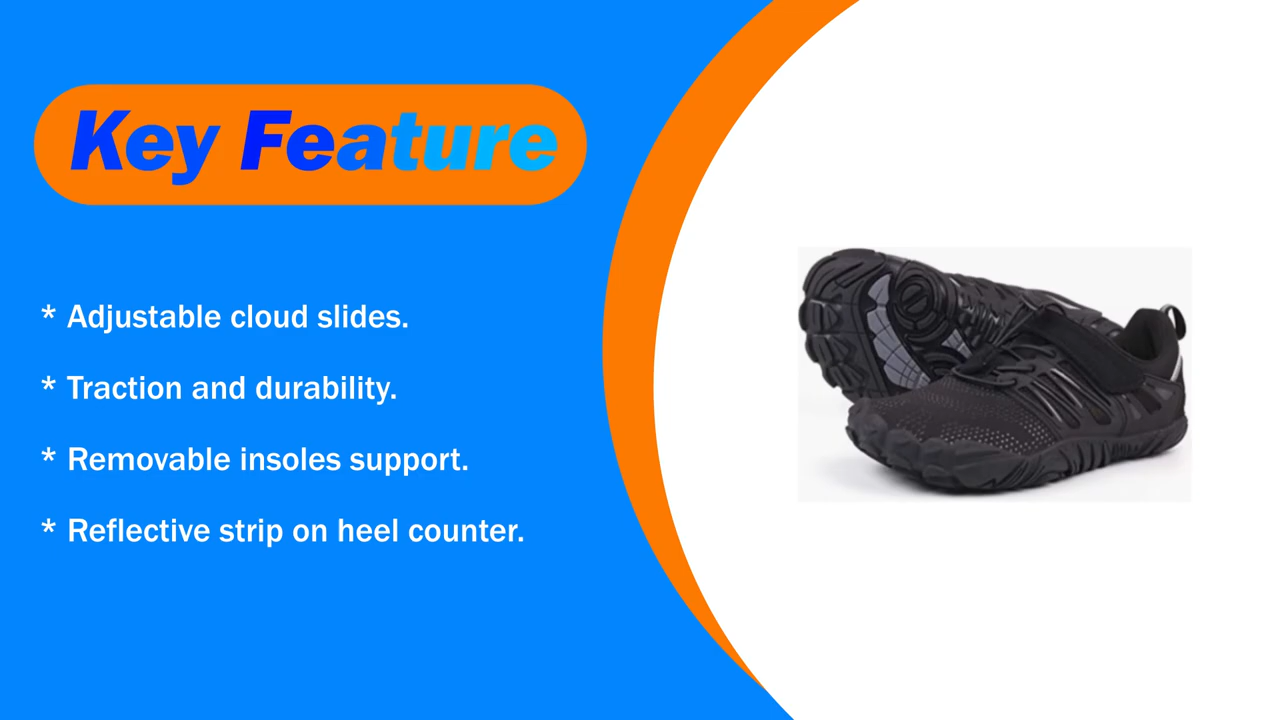 Key Feature
* Adjustable cloud slides.
* Traction and durability.
* Removable insoles support.
* Reflective strip on heel counter.